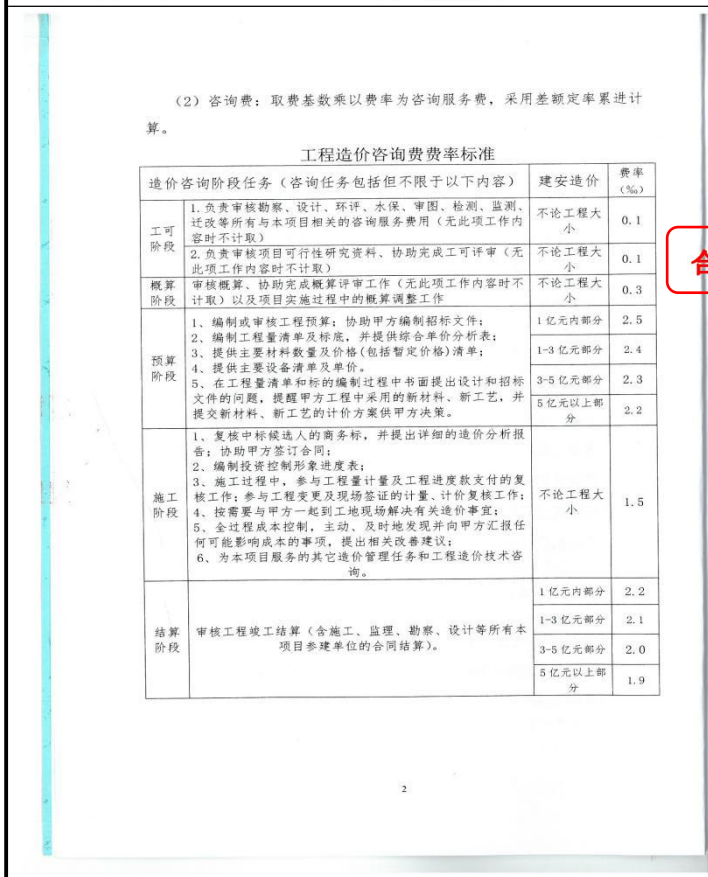 （2）咨询费：取费基数乘以费率为咨询服务费，采用差额定率累进计
算。
工程造价咨询费费率标准
造价咨询阶段任务（咨询任务包括但不限于以下内容）
建安造价
费率
（‰）
工可
阶段
1.负责审核勘察、设计、环评、水保、审图、检测、监测、
迁改等所有与本项目相关的咨询服务费用（无此项工作内
容时不计取）
不论工程大
小
0.1
2.负责审核项目可行性研究资料、协助完成工可评审（无
此项工作内容时不计取）
不论工程大
小
0.1
概算
阶段
审核概算、协助完成概算评审工作（无此项工作内容时不
计取）以及项目实施过程中的概算调整工作
不论工程大
小
0.3
预算
阶段
1、编制或审核工程预算；协助甲方编制招标文件；
2、编制工程量清单及标底，并提供综合单价分析表；
3、提供主要材料数量及价格(包括暂定价格)清单；
4、提供主要设备清单及单价。
5、在工程量清单和标的编制过程中书面提出设计和招标
文件的问题，提醒甲方工程中采用的新材料、新工艺，并
提交新材料、新工艺的计价方案供甲方决策。
1亿元内部分
2.5
1-3亿元部分
2.4
3-5亿元部分
2.3
5亿元以上部
分
2.2
施工
阶段
1、复核中标候选人的商务标，并提出详细的造价分析报
告；协助甲方签订合同；
2、编制投资控制形象进度表；
3、施工过程中，参与工程量计量及工程进度款支付的复
核工作；参与工程变更及现场签证的计量、计价复核工作；
4、按需要与甲方一起到工地现场解决有关造价事宜；
5、全过程成本控制，主动、及时地发现并向甲方汇报任
何可能影响成本的事项，提出相关改善建议；
6、为本项目服务的其它造价管理任务和工程造价技术咨
询。
不论工程大
小
1.5
结算
阶段
审核工程竣工结算（含施工、监理、勘察、设计等所有本
项目参建单位的合同结算）。
1亿元内部分
2.2
1-3亿元部分
2.1
3-5亿元部分
2.0
5亿元以上部
分
1.9
2